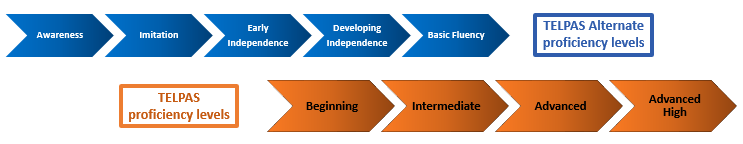 Awareness
Imitation
Early
Independence
Developing
Independence
Basic Fluency
TELPAS Alternate
proficiency levels
TELPAS
proficiency levels
Beginning
Intermediate
Advanced
Advanced
High